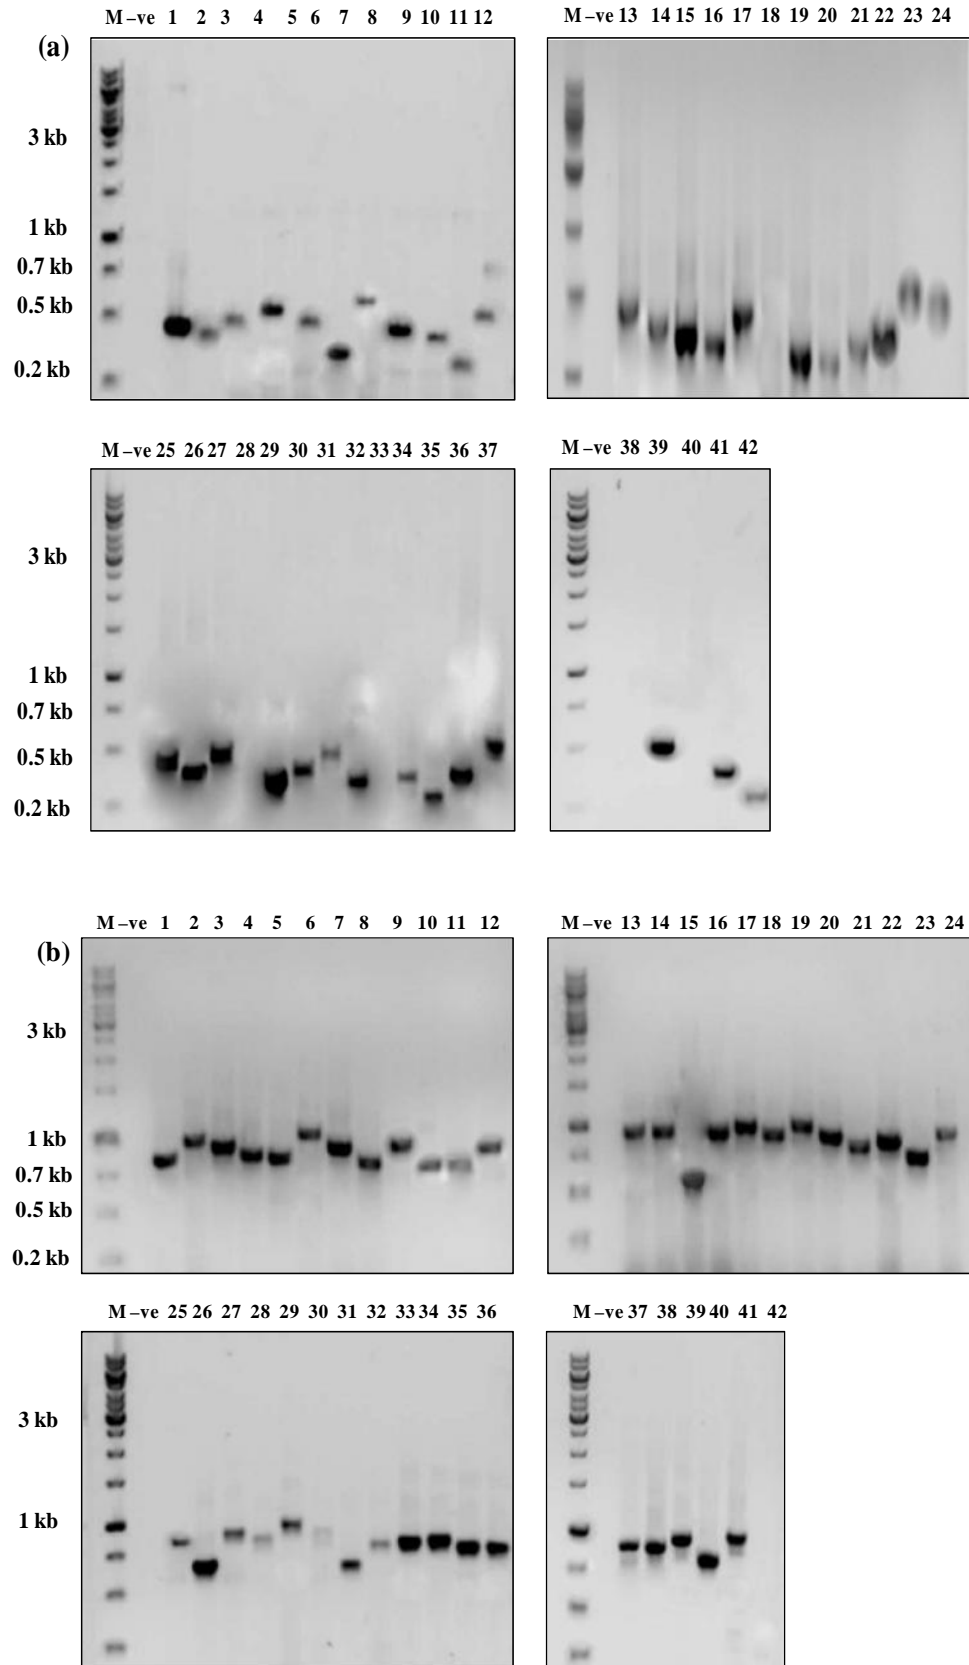 M –ve 1 2 3 4 5 6 7 8 9 10 11 12
M –ve 13 14 15 16 17 18 19 20 21 22 23 24
(a)
3 kb
1 kb
0.7 kb
0.5 kb
0.2 kb
M –ve 25 26 27 28 29 30 31 32 33 34 35 36 37
M –ve 38 39 40 41 42
3 kb
1 kb
0.7 kb
0.5 kb
0.2 kb
M –ve 1 2 3 4 5 6 7 8 9 10 11 12
M –ve 13 14 15 16 17 18 19 20 21 22 23 24
(b)
3 kb
1 kb
0.7 kb
0.5 kb
0.2 kb
M –ve 25 26 27 28 29 30 31 32 33 34 35 36
M –ve 37 38 39 40 41 42
3 kb
1 kb